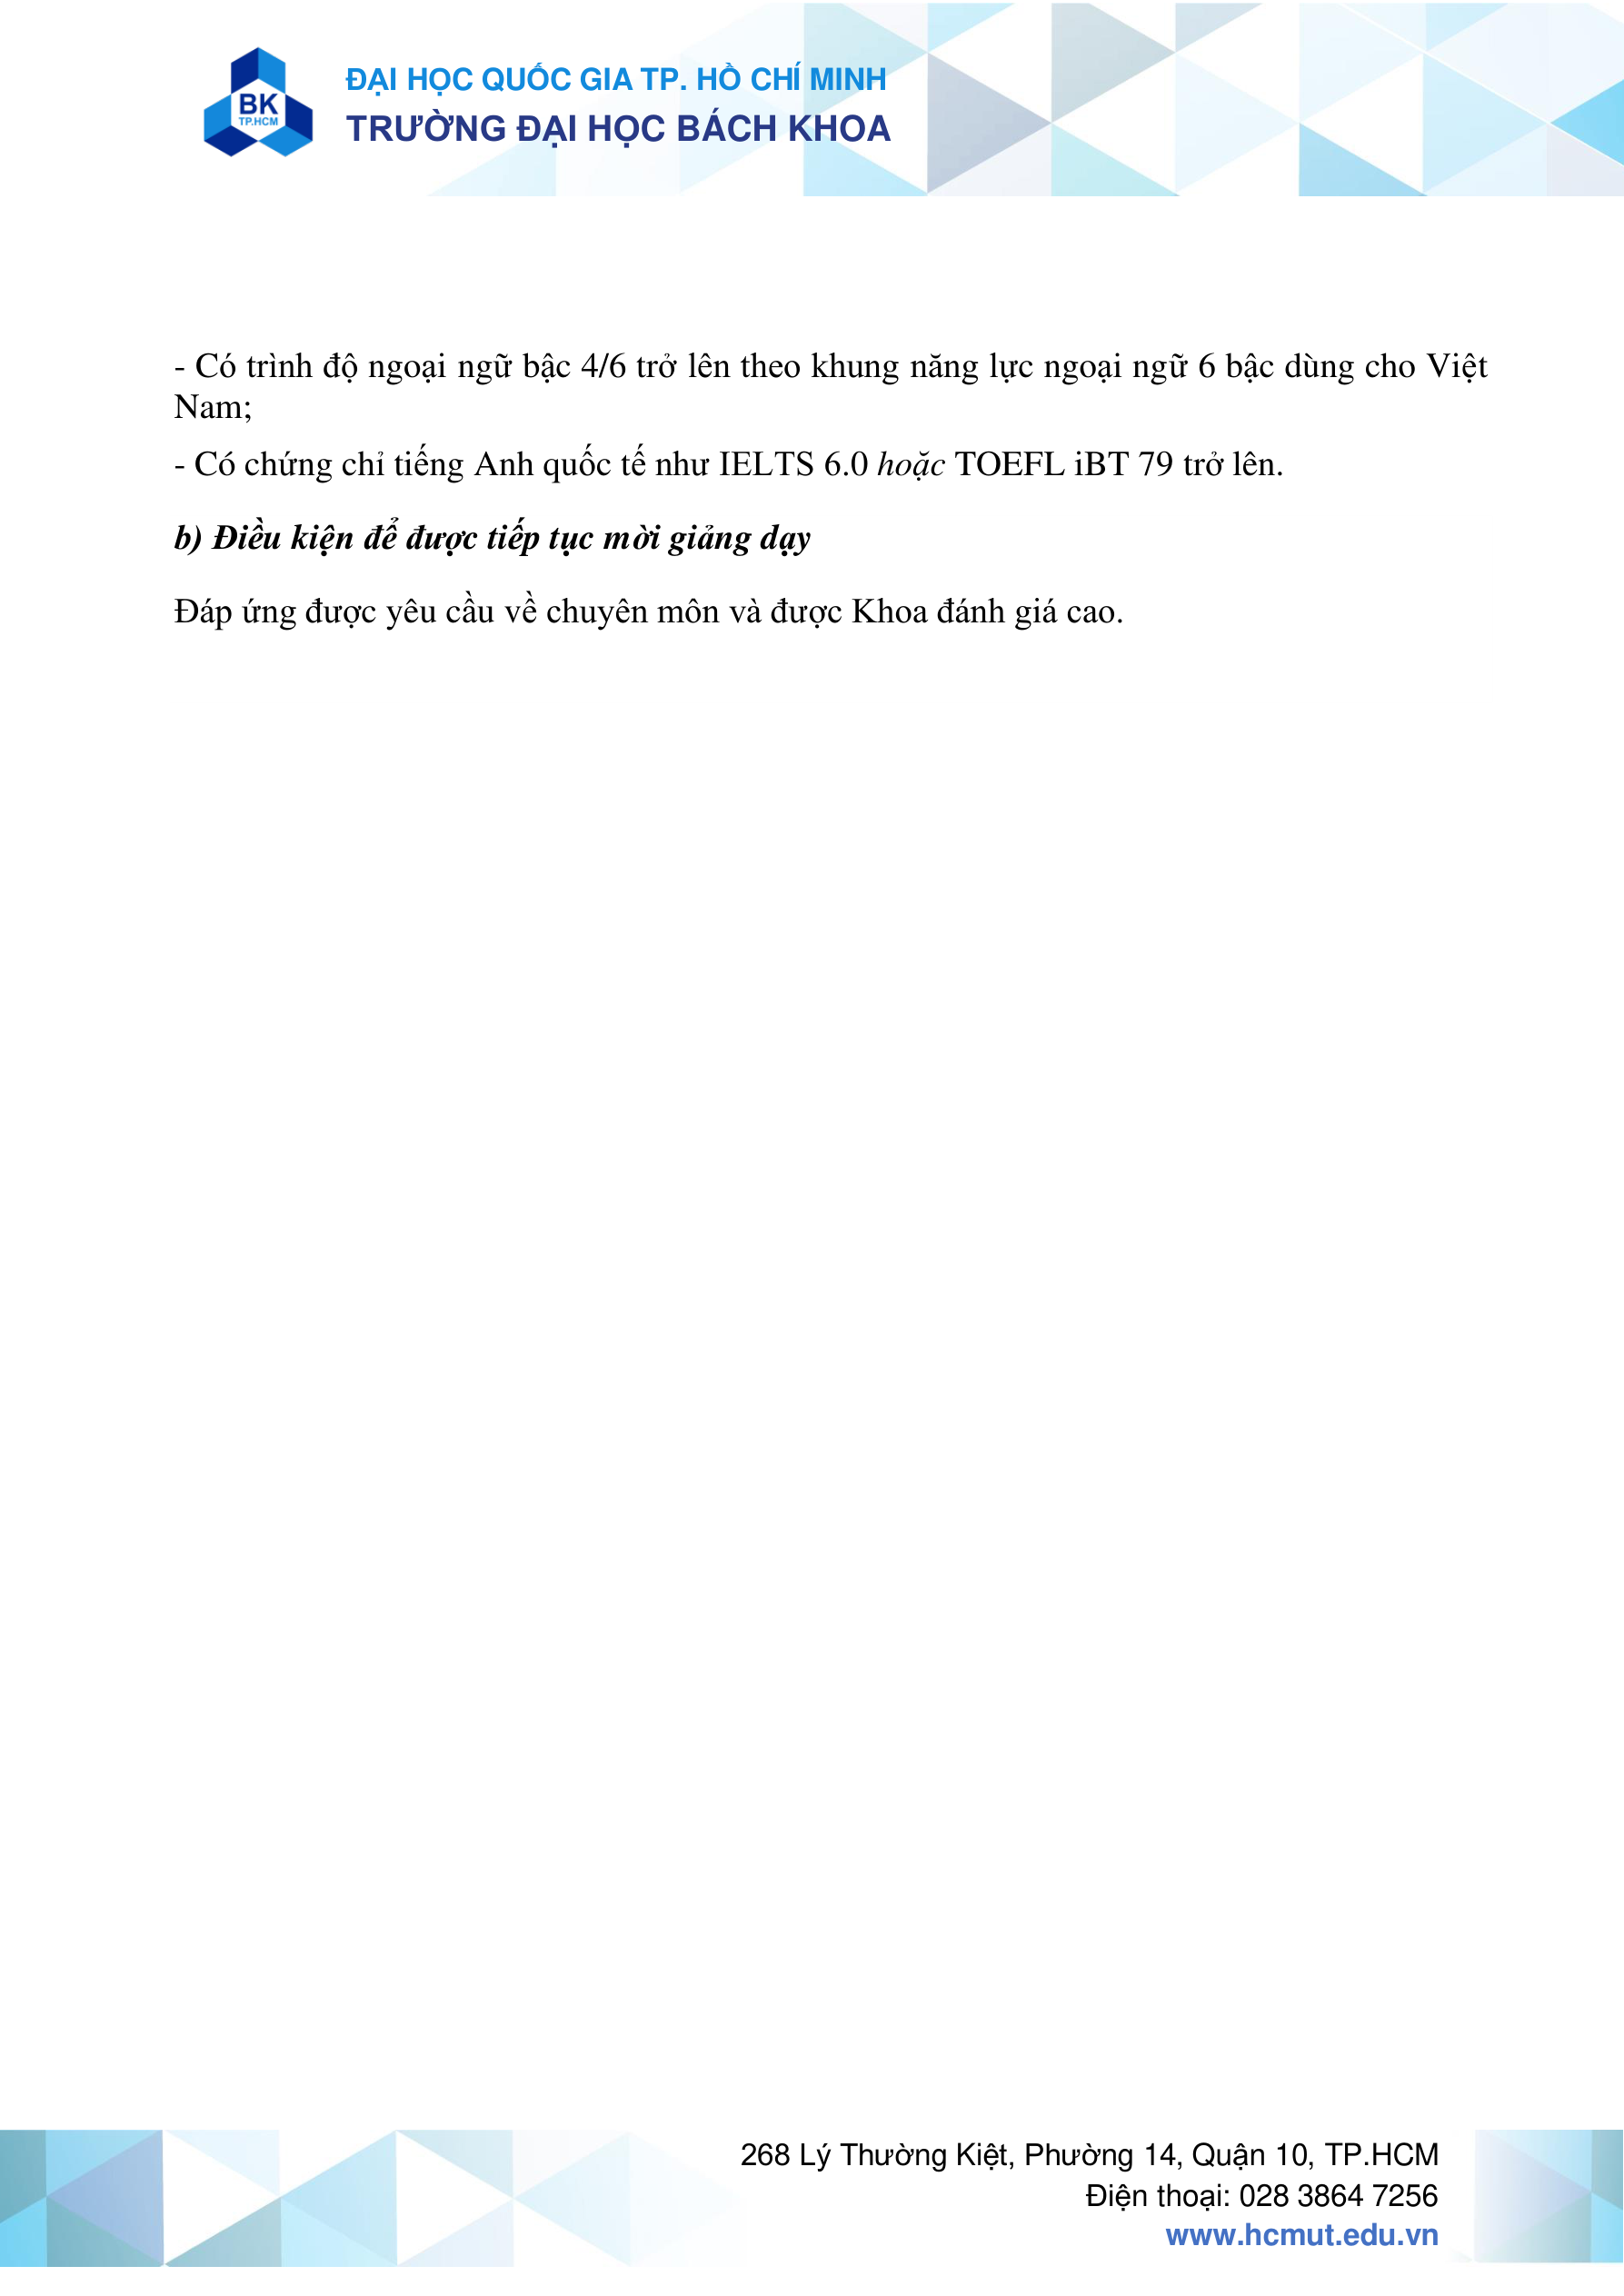 BK
TP.HCM
ĐẠI HỌC QUỐC GIA TP. HỒ CHÍ MINH
TRƯỜNG ĐẠI HỌC BÁCH KHOA
- Có trình độ ngoại ngữ bậc 4/6 trở lên theo khung năng lực ngoại ngữ 6 bậc dùng cho Việt
Nam;
- Có chứng chỉ tiếng Anh quốc tế như IELTS 6.0 hoặc TOEFL iBT 79 trở lên.
b) Điều kiện để được tiếp tục mời giảng dạy
Đáp ứng được yêu cầu về chuyên môn và được Khoa đánh giá cao.
268 Lý Thường Kiệt, Phường 14, Quận 10, TP.HCM
Điện thoại: 028 3864 7256
www.hcmut.edu.vn